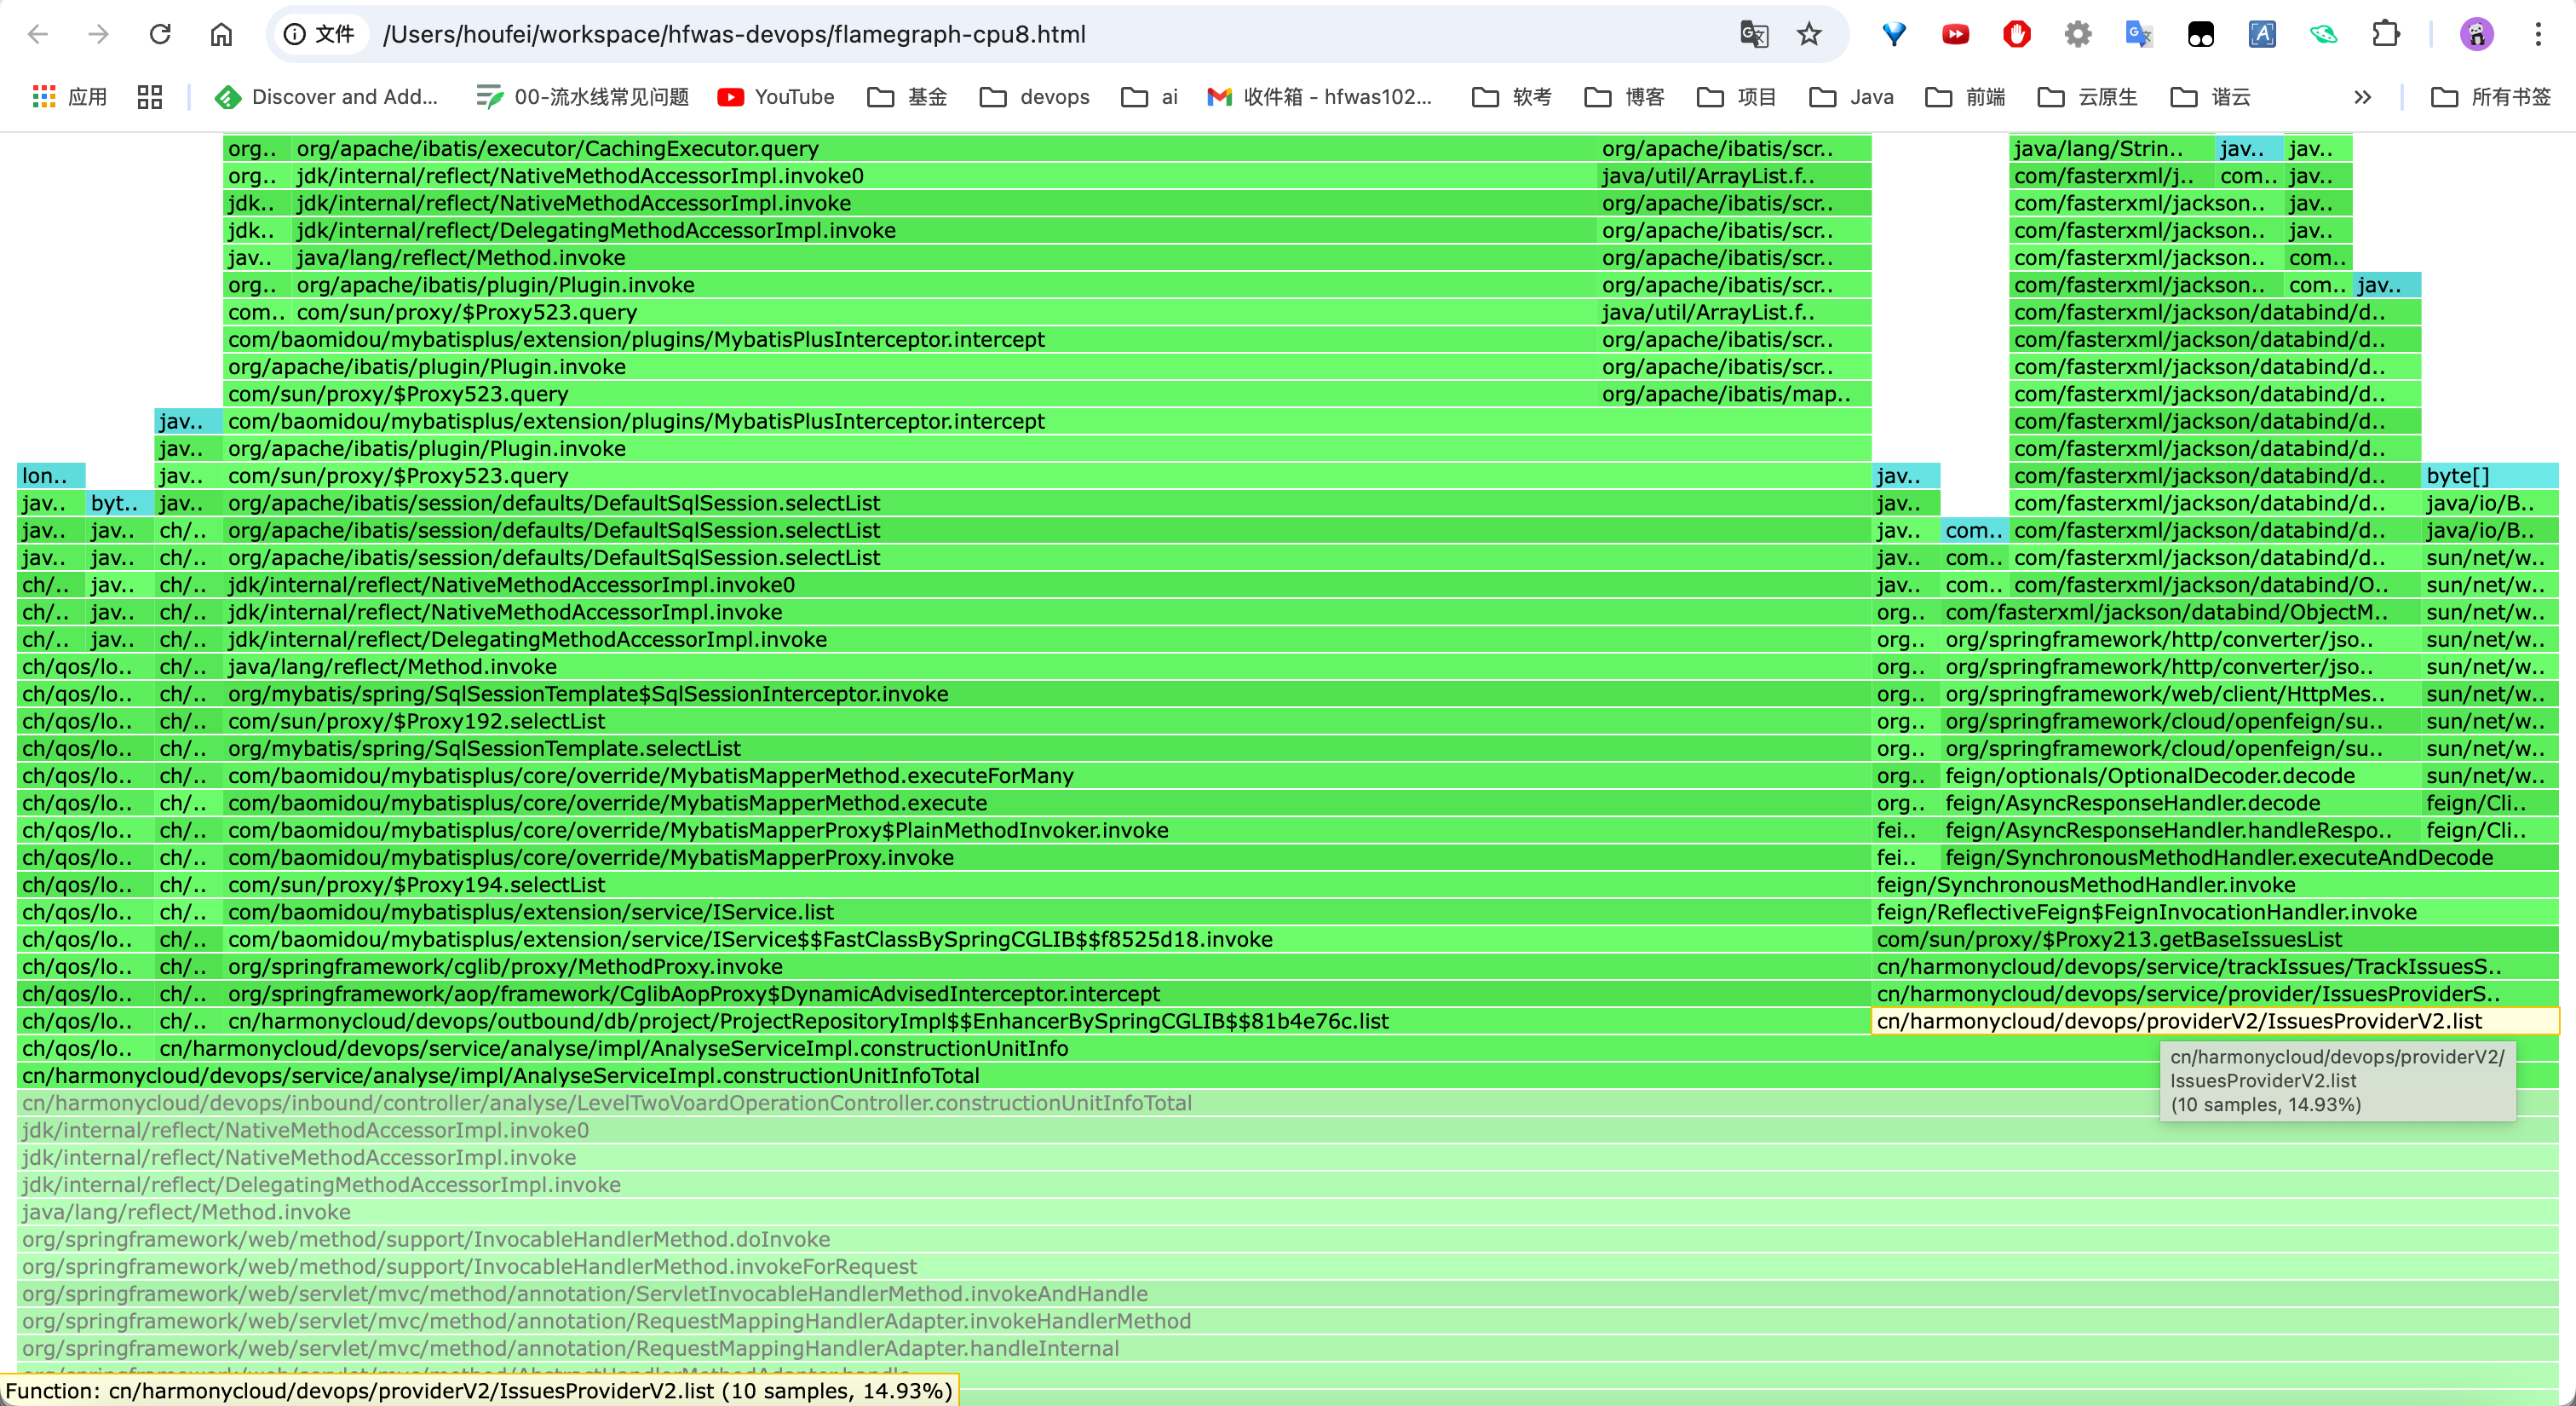 文件 /Users/houfei/workspace/hfwas-devops/flamegraph-cpu8.html
应用 Discover and Add... 00-流水线常见问题 YouTube 基金 devops ai 收件箱 - hfwas102... 软考 博客 项目 Java 前端 云原生 谐云 >> 所有书签
org.. org/apache/ibatis/executor/CachingExecutor.query org/apache/ibatis/scr.. java/lang/Strin.. jav.. jav..
org.. jdk/internal/reflect/NativeMethodAccessorImpl.invoke0 java/util/ArrayList.f.. com/fasterxml/j.. com.. jav..
jdk.. jdk/internal/reflect/NativeMethodAccessorImpl.invoke org/apache/ibatis/scr.. com/fasterxml/jackson.. jav..
jdk.. jdk/internal/reflect/DelegatingMethodAccessorImpl.invoke org/apache/ibatis/scr.. com/fasterxml/jackson.. jav..
jav.. java/lang/reflect/Method.invoke org/apache/ibatis/scr.. com/fasterxml/jackson.. com..
org.. org/apache/ibatis/plugin/Plugin.invoke org/apache/ibatis/scr.. com/fasterxml/jackson.. com.. jav..
com.. com/sun/proxy/$Proxy523.query java/util/ArrayList.f.. com/fasterxml/jackson/databind/d..
com/baomidou/mybatisplus/extension/plugins/MybatisPlusInterceptor.intercept org/apache/ibatis/scr.. com/fasterxml/jackson/databind/d..
org/apache/ibatis/plugin/Plugin.invoke org/apache/ibatis/scr.. com/fasterxml/jackson/databind/d..
com/sun/proxy/$Proxy523.query org/apache/ibatis/map.. com/fasterxml/jackson/databind/d..
jav.. com/baomidou/mybatisplus/extension/plugins/MybatisPlusInterceptor.intercept com/fasterxml/jackson/databind/d..
jav.. org/apache/ibatis/plugin/Plugin.invoke com/fasterxml/jackson/databind/d..
lon.. jav.. com/sun/proxy/$Proxy523.query jav.. com/fasterxml/jackson/databind/d.. byte[]
jav.. byt.. jav.. org/apache/ibatis/session/defaults/DefaultSqlSession.selectList jav.. com/fasterxml/jackson/databind/d.. java/io/B..
jav.. jav.. ch/.. org/apache/ibatis/session/defaults/DefaultSqlSession.selectList jav.. com.. com/fasterxml/jackson/databind/d.. java/io/B..
jav.. jav.. ch/.. org/apache/ibatis/session/defaults/DefaultSqlSession.selectList jav.. com.. com/fasterxml/jackson/databind/d.. sun/net/w..
ch/.. jav.. ch/.. jdk/internal/reflect/NativeMethodAccessorImpl.invoke0 jav.. com.. com/fasterxml/jackson/databind/O.. sun/net/w..
ch/.. jav.. ch/.. jdk/internal/reflect/NativeMethodAccessorImpl.invoke org.. com/fasterxml/jackson/databind/ObjectM.. sun/net/w..
ch/.. jav.. ch/.. jdk/internal/reflect/DelegatingMethodAccessorImpl.invoke org.. org/springframework/http/converter/jso.. sun/net/w..
ch/qos/lo.. ch/.. java/lang/reflect/Method.invoke org.. org/springframework/http/converter/jso.. sun/net/w..
ch/qos/lo.. ch/.. org/mybatis/spring/SqlSessionTemplate$SqlSessionInterceptor.invoke org.. org/springframework/web/client/HttpMes.. sun/net/w..
ch/qos/lo.. ch/.. com/sun/proxy/$Proxy192.selectList org.. org/springframework/cloud/openfeign/su.. sun/net/w..
ch/qos/lo.. ch/.. org/mybatis/spring/SqlSessionTemplate.selectList org.. org/springframework/cloud/openfeign/su.. sun/net/w..
ch/qos/lo.. ch/.. com/baomidou/mybatisplus/core/override/MybatisMapperMethod.executeForMany org.. feign/optionals/OptionalDecoder.decode sun/net/w..
ch/qos/lo.. ch/.. com/baomidou/mybatisplus/core/override/MybatisMapperMethod.execute org.. feign/AsyncResponseHandler.decode feign/Cli..
ch/qos/lo.. ch/.. com/baomidou/mybatisplus/core/override/MybatisMapperProxy$PlainMethodInvoker.invoke fei.. feign/AsyncResponseHandler.handleRespo.. feign/Cli..
ch/qos/lo.. ch/.. com/baomidou/mybatisplus/core/override/MybatisMapperProxy.invoke fei.. feign/SynchronousMethodHandler.executeAndDecode
ch/qos/lo.. ch/.. com/sun/proxy/$Proxy194.selectList feign/SynchronousMethodHandler.invoke
ch/qos/lo.. ch/.. com/baomidou/mybatisplus/extension/service/IService.list feign/ReflectiveFeign$FeignInvocationHandler.invoke
ch/qos/lo.. ch/.. com/baomidou/mybatisplus/extension/service/IService$$FastClassBySpringCGLIB$$f8525d18.invoke com/sun/proxy/$Proxy213.getBaseIssuesList
ch/qos/lo.. ch/.. org/springframework/cglib/proxy/MethodProxy.invoke cn/harmonycloud/devops/service/trackIssues/TrackIssuesS..
ch/qos/lo.. ch/.. org/springframework/aop/framework/CglibAopProxy$DynamicAdvisedInterceptor.intercept cn/harmonycloud/devops/service/provider/IssuesProviderS..
ch/qos/lo.. ch/.. cn/harmonycloud/devops/outbound/db/project/ProjectRepositoryImpl$$EnhancerBySpringCGLIB$$81b4e76c.list cn/harmonycloud/devops/providerV2/IssuesProviderV2.list
ch/qos/lo.. cn/harmonycloud/devops/service/analyse/impl/AnalyseServiceImpl.constructionUnitInfo
cn/harmonycloud/devops/service/analyse/impl/AnalyseServiceImpl.constructionUnitInfoTotal
cn/harmonycloud/devops/providerV2/
IssuesProviderV2.list
(10 samples, 14.93%)
cn/harmonycloud/devops/inbound/controller/analyse/LevelTwoVoardOperationController.constructionUnitInfoTotal
jdk/internal/reflect/NativeMethodAccessorImpl.invoke0
jdk/internal/reflect/NativeMethodAccessorImpl.invoke
jdk/internal/reflect/DelegatingMethodAccessorImpl.invoke
java/lang/reflect/Method.invoke
org/springframework/web/method/support/InvocableHandlerMethod.doInvoke
org/springframework/web/method/support/InvocableHandlerMethod.invokeForRequest
org/springframework/web/servlet/mvc/method/annotation/ServletInvocableHandlerMethod.invokeAndHandle
org/springframework/web/servlet/mvc/method/annotation/RequestMappingHandlerAdapter.invokeHandlerMethod
org/springframework/web/servlet/mvc/method/annotation/RequestMappingHandlerAdapter.handleInternal
Function: cn/harmonycloud/devops/providerV2/IssuesProviderV2.list (10 samples, 14.93%)